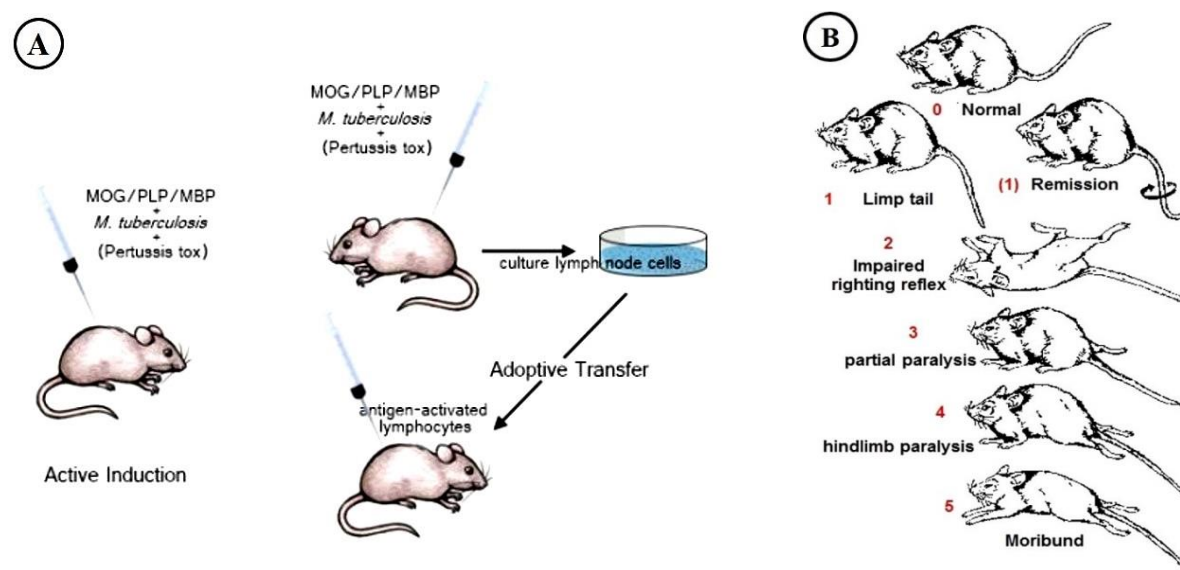 A
MOG/PLP/MBP
+
M. tuberculosis
+
(Pertussis tox)
Active Induction
MOG/PLP/MBP
+
M. tuberculosis
+
(Pertussis tox)
culture lymph node cells
Adoptive Transfer
antigen-activated
lymphocytes
B
0 Normal
1 Limp tail
(1) Remission
2
Impaired
righting reflex
3
partial paralysis
4
hindlimb paralysis
5
Moribund